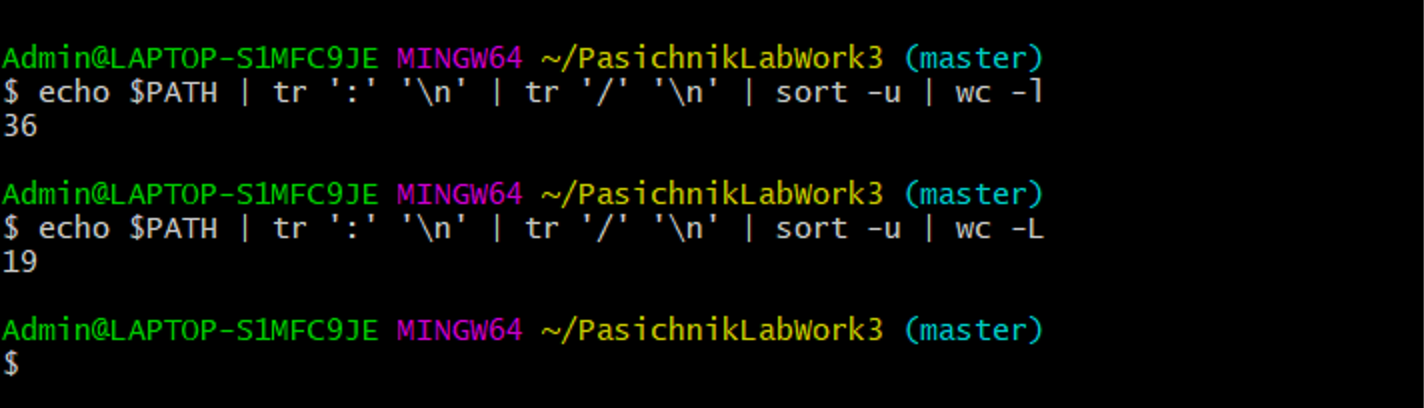 Admin@LAPTOP-S1MFC9JE MINGW64 ~/PasichnikLabWork3 (master)
$ echo $PATH | tr ':' '\n' | tr '/' '\n' | sort -u | wc -l
36
Admin@LAPTOP-S1MFC9JE MINGW64 ~/PasichnikLabWork3 (master)
$ echo $PATH | tr ':' '\n' | tr '/' '\n' | sort -u | wc -L
19
Admin@LAPTOP-S1MFC9JE MINGW64 ~/PasichnikLabWork3 (master)
$